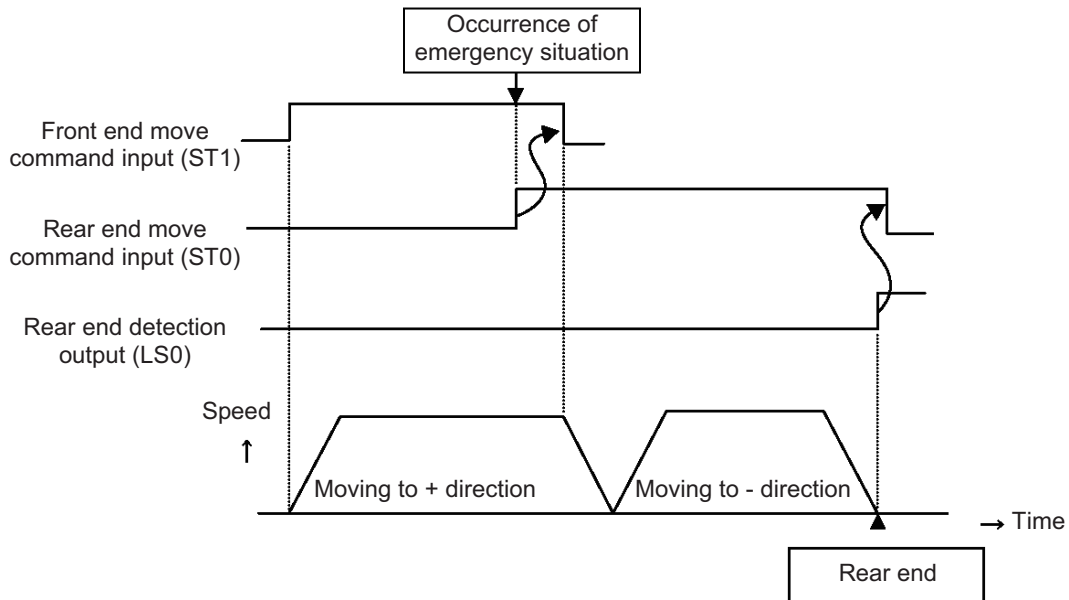 Occurrence of
emergency situation
Front end move
command input (ST1)
Rear end move
command input (ST0)
Rear end detection
output (LS0)
Speed
↑
Moving to + direction
Moving to - direction
→ Time
Rear end